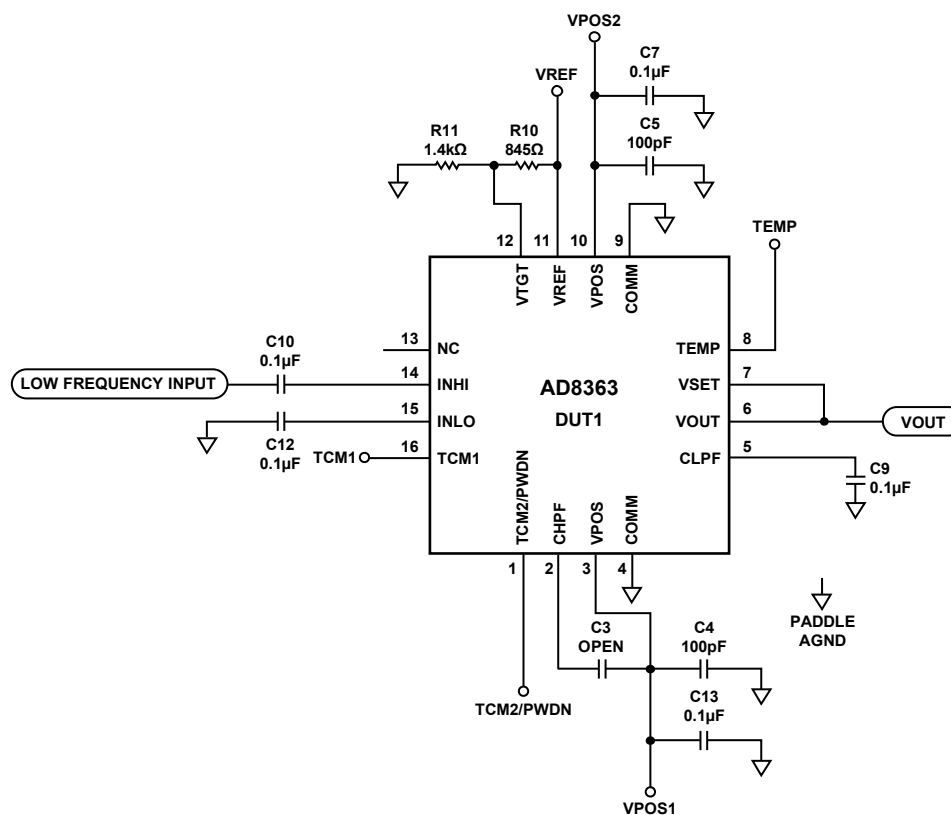 VPOS2
C7
0.1µF
VREF
C5
100pF
R11
1.4kΩ
R10
845Ω
TEMP
12
11
10
9
VTGT
VREF
VPOS
COMM
13
NC
TEMP
8
C10
0.1µF
LOW FREQUENCY INPUT
14
INHI
AD8363
DUT1
VSET
7
15
INLO
VOUT
6
VOUT
C12
0.1µF
TCM1
16
TCM1
CLPF
5
C9
0.1µF
TCM2/PWDN
CHPF
VPOS
COMM
1
2
3
4
PADDLE
AGND
C3
OPEN
C4
100pF
TCM2/PWDN
C13
0.1µF
VPOS1